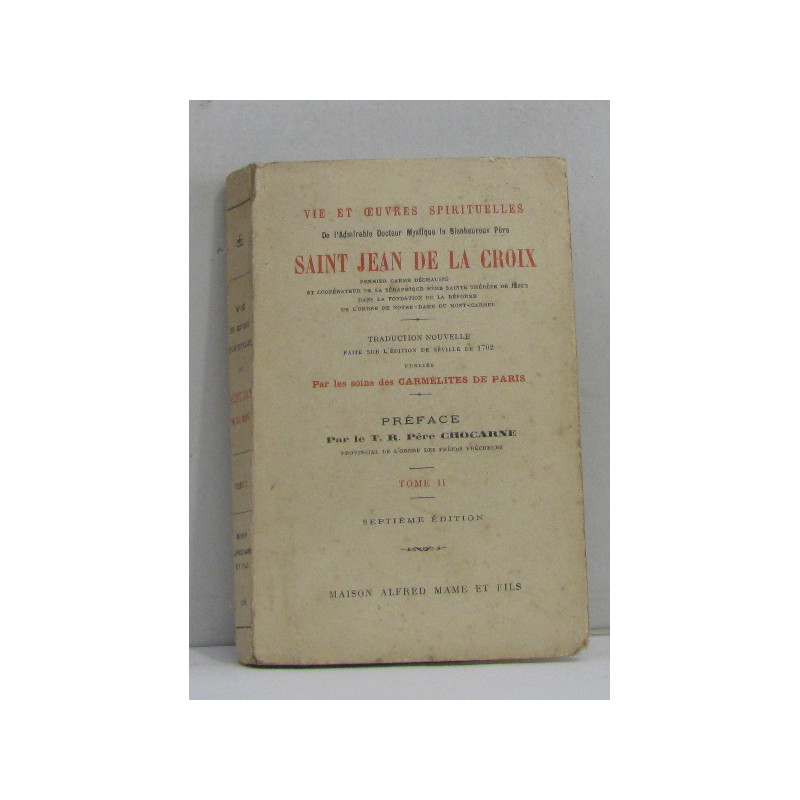 VIE ET ŒUVRES SPIRITUELLES
De l'Admirable Docteur Mystique le Bienheureux Père
SAINT JEAN DE LA CROIX
PREMIER CARME DÉCHAUSSÉ
ET COOPÉRATEUR DE LA SÉRAPHIQUE MÈRE SAINTE THÉRÈSE DE JÉSUS
DANS LA FONDATION DE LA RÉFORME
DE L'ORDRE DE NOTRE-DAME DU MONT-CARMEL
TRADUCTION NOUVELLE
FAITE SUR L'ÉDITION DE SÉVILLE DE 1702
PUBLIÉE
Par les soins des CARMÉLITES DE PARIS
PRÉFACE
Par le T. R. Père CHOCARNE
PROVINCIAL DE L'ORDRE DES FRÈRES PRÊCHEURS
TOME II
SEPTIÈME ÉDITION
MAISON ALFRED MAME ET FILS
VIE